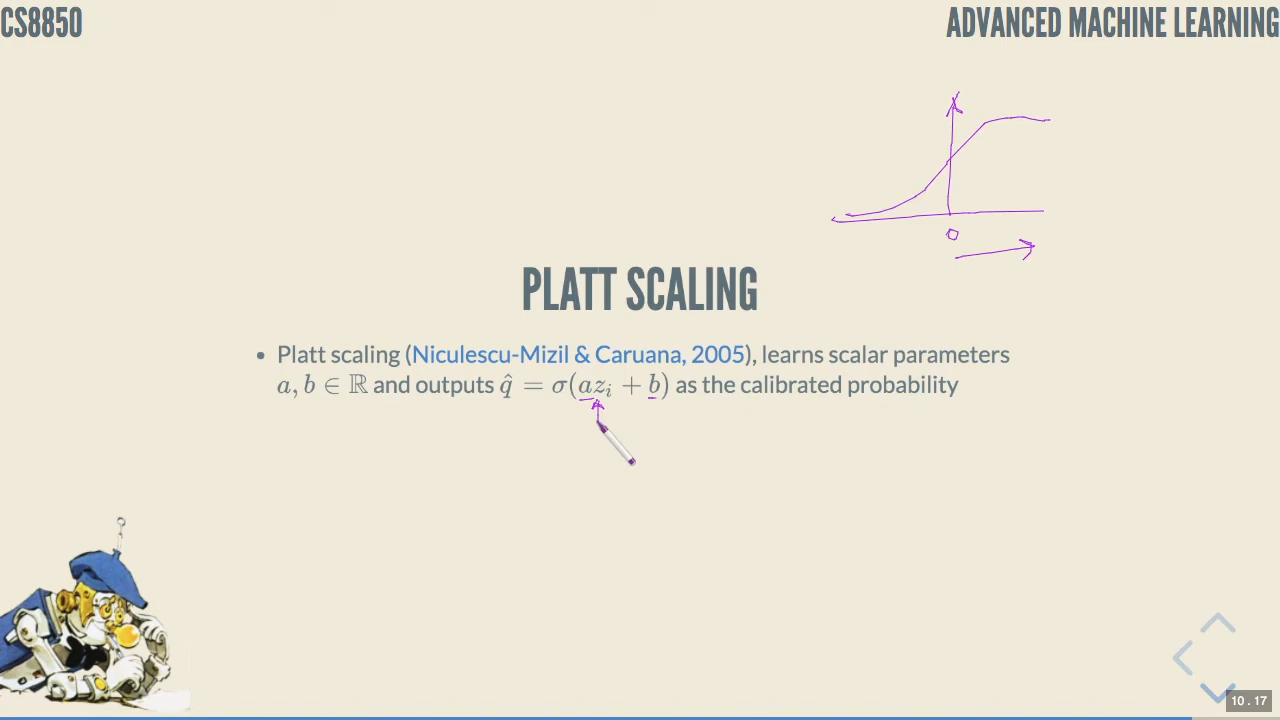 CS8850
ADVANCED MACHINE LEARNING
0
PLATT SCALING
• Platt scaling (Niculescu-Mizil & Caruana, 2005), learns scalar parameters
a, b ∈ ℝ and outputs q̂ = σ(azᵢ + b) as the calibrated probability
10 . 17